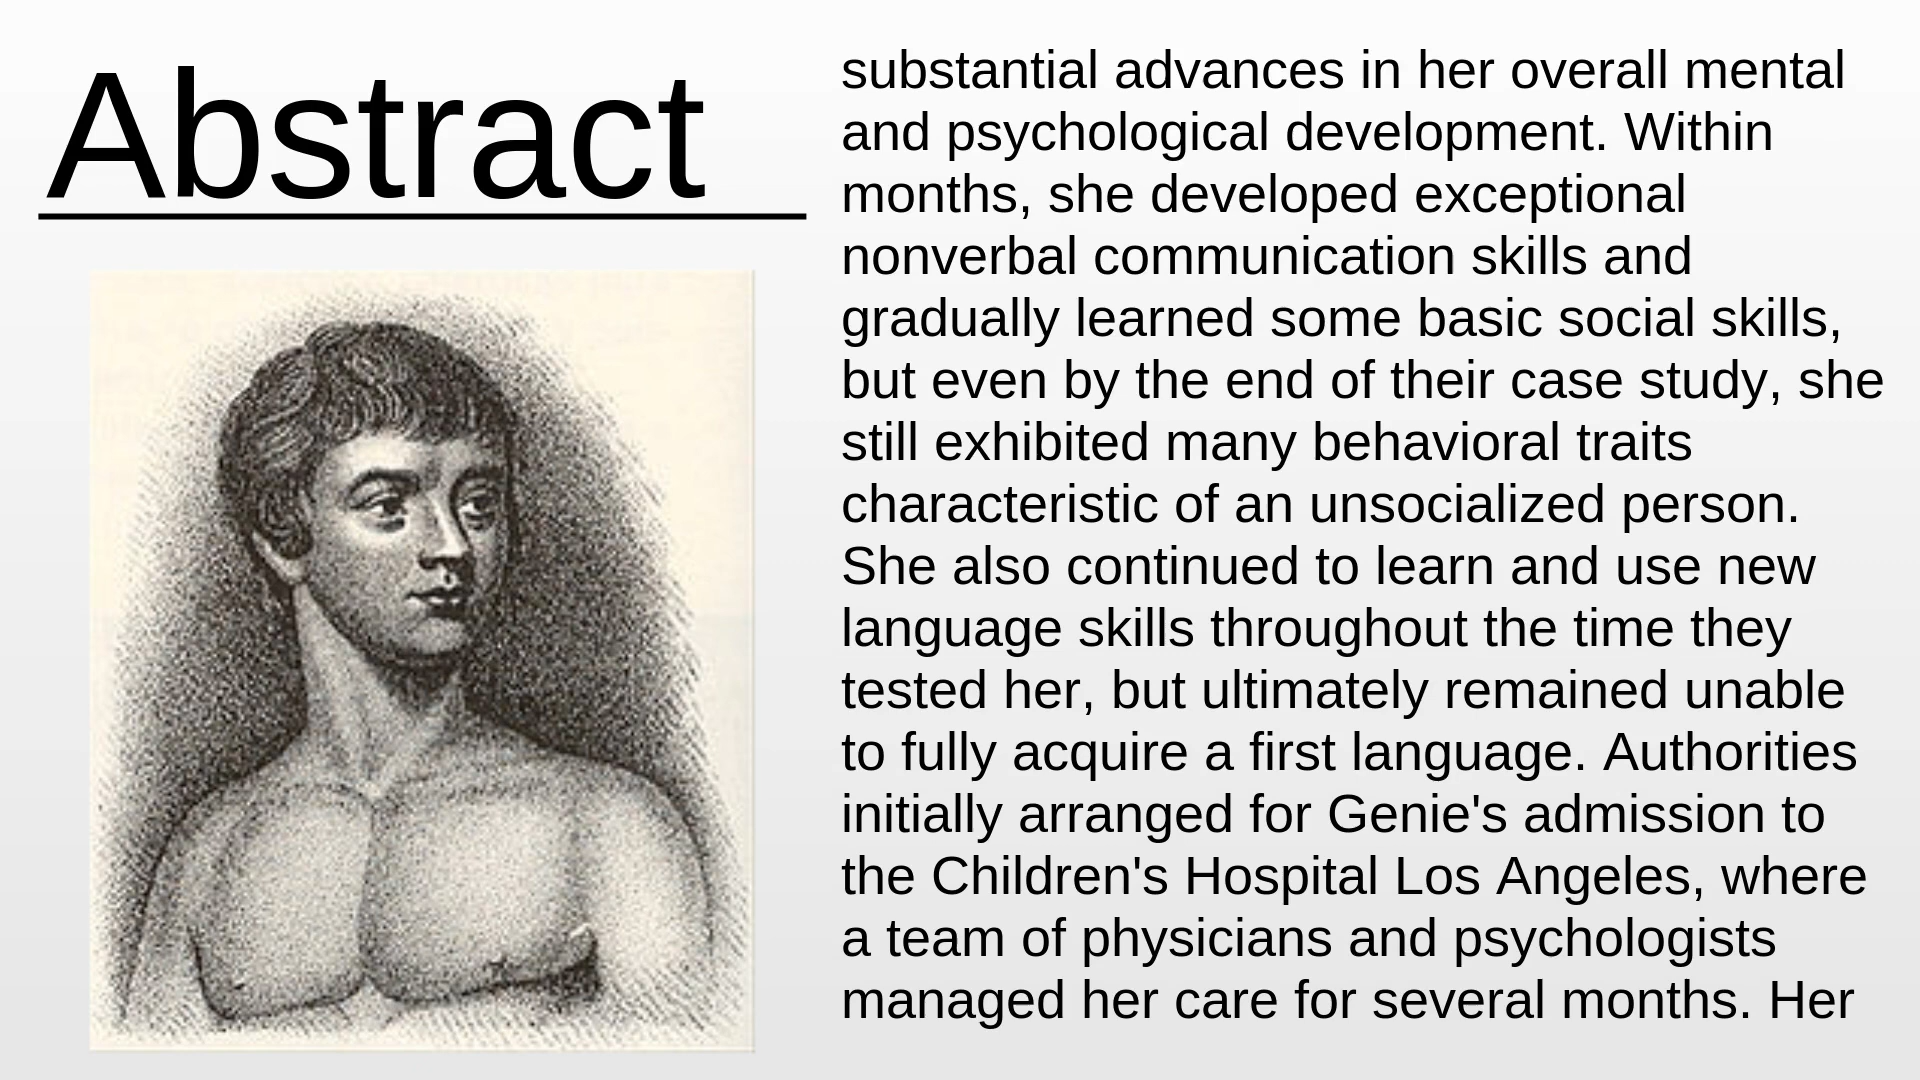 Abstract
substantial advances in her overall mental
and psychological development. Within
months, she developed exceptional
nonverbal communication skills and
gradually learned some basic social skills,
but even by the end of their case study, she
still exhibited many behavioral traits
characteristic of an unsocialized person.
She also continued to learn and use new
language skills throughout the time they
tested her, but ultimately remained unable
to fully acquire a first language. Authorities
initially arranged for Genie's admission to
the Children's Hospital Los Angeles, where
a team of physicians and psychologists
managed her care for several months. Her